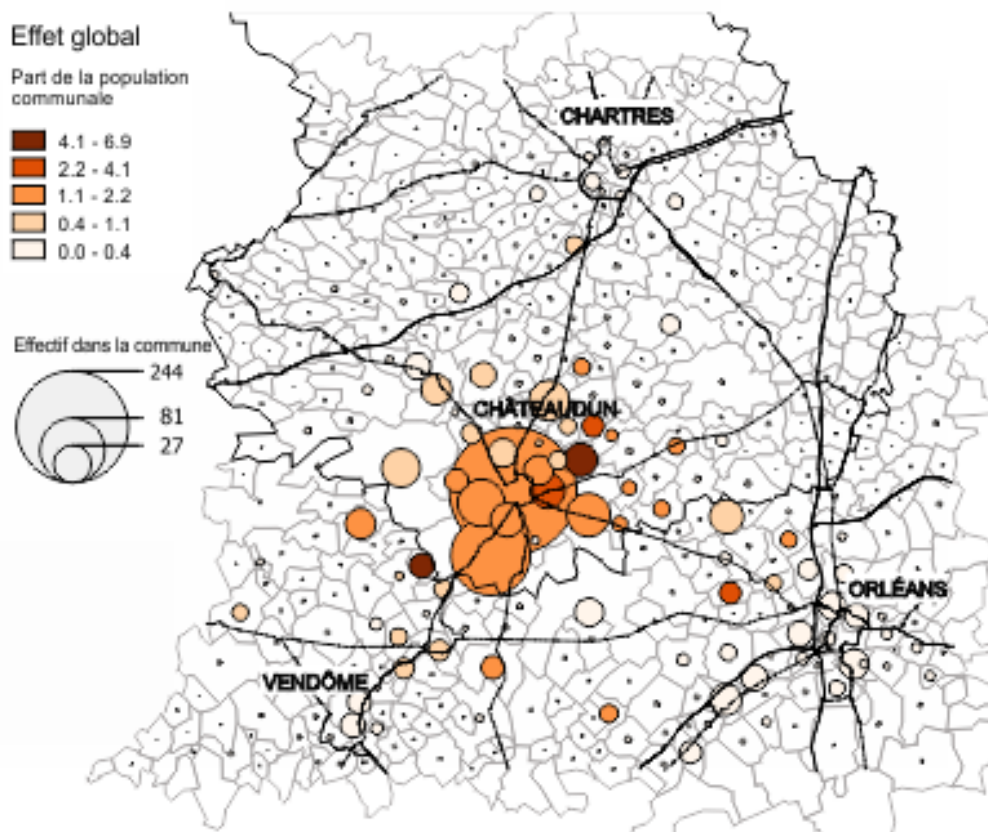 Effet global
Part de la population
communale
4.1 - 6.9
2.2 - 4.1
1.1 - 2.2
0.4 - 1.1
0.0 - 0.4
Effectif dans la commune
244
81
27
CHARTRES
CHÂTEAUDUN
ORLÉANS
VENDÔME